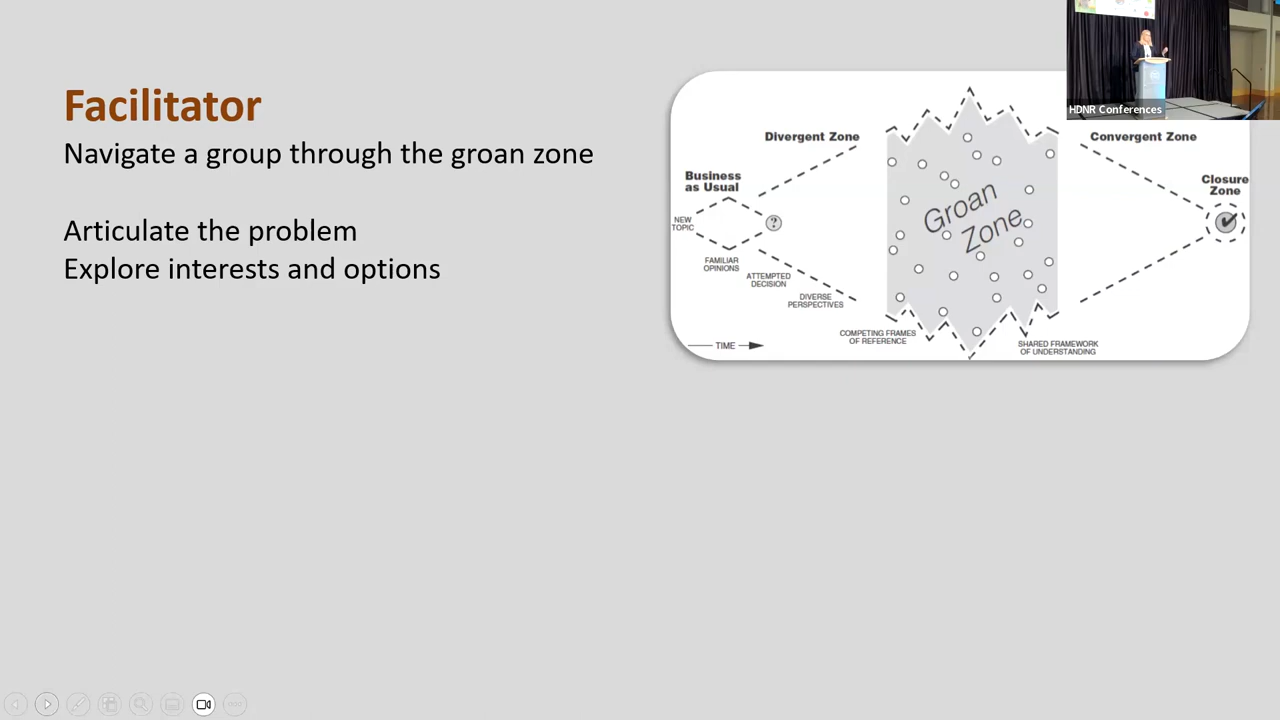 Facilitator
Navigate a group through the groan zone
Articulate the problem
Explore interests and options
Divergent Zone
Convergent Zone
Business
as Usual
Closure
Zone
NEW
TOPIC
?
Groan
Zone
FAMILIAR
OPINIONS
ATTEMPTED
DECISION
DIVERSE
PERSPECTIVES
COMPETING FRAMES
OF REFERENCE
SHARED FRAMEWORK
OF UNDERSTANDING
TIME
HDNR Conferences